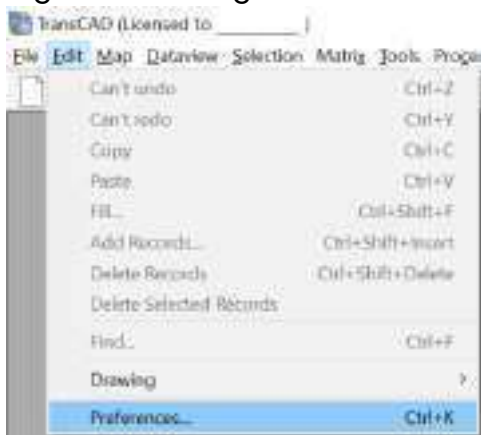 TransCAD (Licensed to ________ )
File Edit Map Dataview Selection Matrix Tools
Can't undo Ctrl+Z
Can't redo Ctrl+Y
Copy Ctrl+C
Paste Ctrl+V
Fill... Ctrl+Shift+F
Add Records... Ctrl+Shift+Insert
Delete Records Ctrl+Shift+Delete
Delete Selected Records
Find... Ctrl+F
Drawing >
Preferences... Ctrl+K